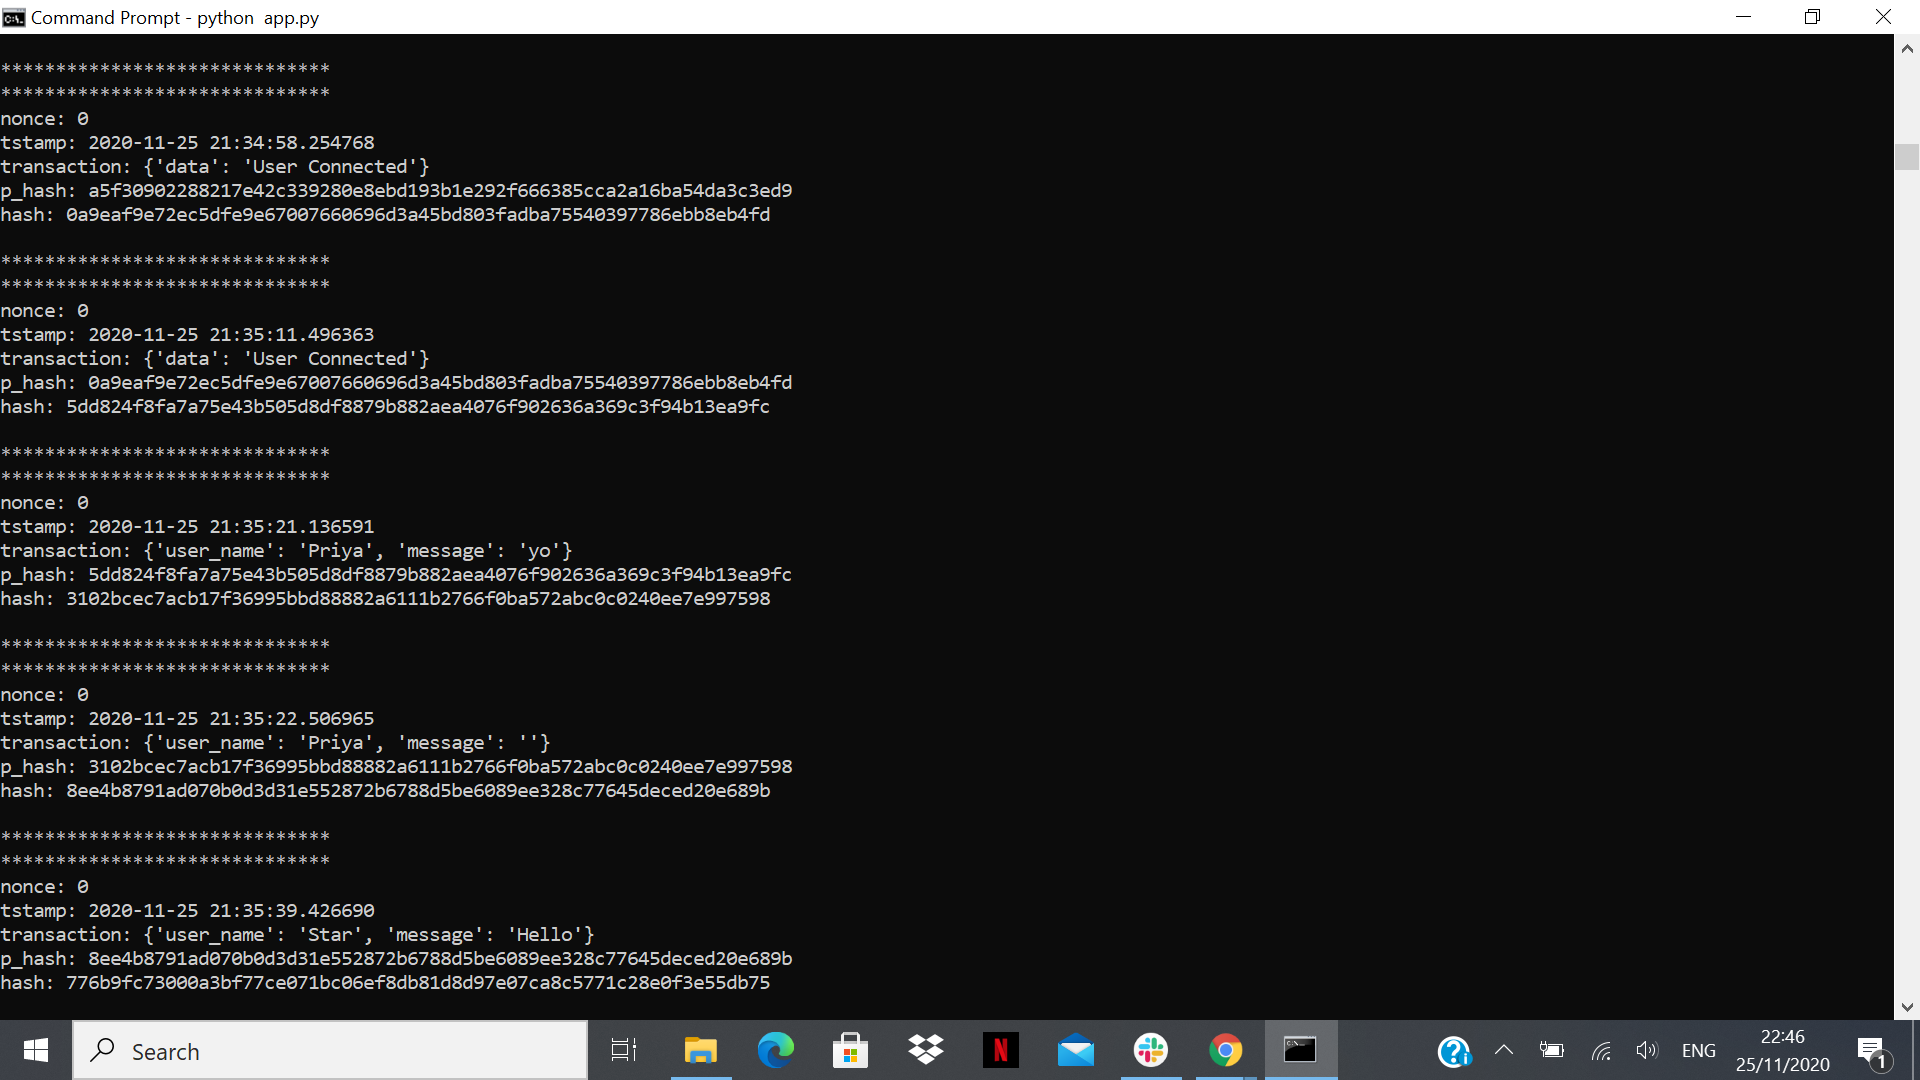 Command Prompt - python  app.py
******************************
******************************
nonce: 0
tstamp: 2020-11-25 21:34:58.254768
transaction: {'data': 'User Connected'}
p_hash: a5f30902288217e42c339280e8ebd193b1e292f666385cca2a16ba54da3c3ed9
hash: 0a9eaf9e72ec5dfe9e67007660696d3a45bd803fadba75540397786ebb8eb4fd
******************************
******************************
nonce: 0
tstamp: 2020-11-25 21:35:11.496363
transaction: {'data': 'User Connected'}
p_hash: 0a9eaf9e72ec5dfe9e67007660696d3a45bd803fadba75540397786ebb8eb4fd
hash: 5dd824f8fa7a75e43b505d8df8879b882aea4076f902636a369c3f94b13ea9fc
******************************
******************************
nonce: 0
tstamp: 2020-11-25 21:35:21.136591
transaction: {'user_name': 'Priya', 'message': 'yo'}
p_hash: 5dd824f8fa7a75e43b505d8df8879b882aea4076f902636a369c3f94b13ea9fc
hash: 3102bcec7acb17f36995bbd88882a6111b2766f0ba572abc0c0240ee7e997598
******************************
******************************
nonce: 0
tstamp: 2020-11-25 21:35:22.506965
transaction: {'user_name': 'Priya', 'message': ''}
p_hash: 3102bcec7acb17f36995bbd88882a6111b2766f0ba572abc0c0240ee7e997598
hash: 8ee4b8791ad070b0d3d31e552872b6788d5be6089ee328c77645deced20e689b
******************************
******************************
nonce: 0
tstamp: 2020-11-25 21:35:39.426690
transaction: {'user_name': 'Star', 'message': 'Hello'}
p_hash: 8ee4b8791ad070b0d3d31e552872b6788d5be6089ee328c77645deced20e689b
hash: 776b9fc73000a3bf77ce071bc06ef8db81d8d97e07ca8c5771c28e0f3e55db75
Search
ENG
22:46
25/11/2020
1